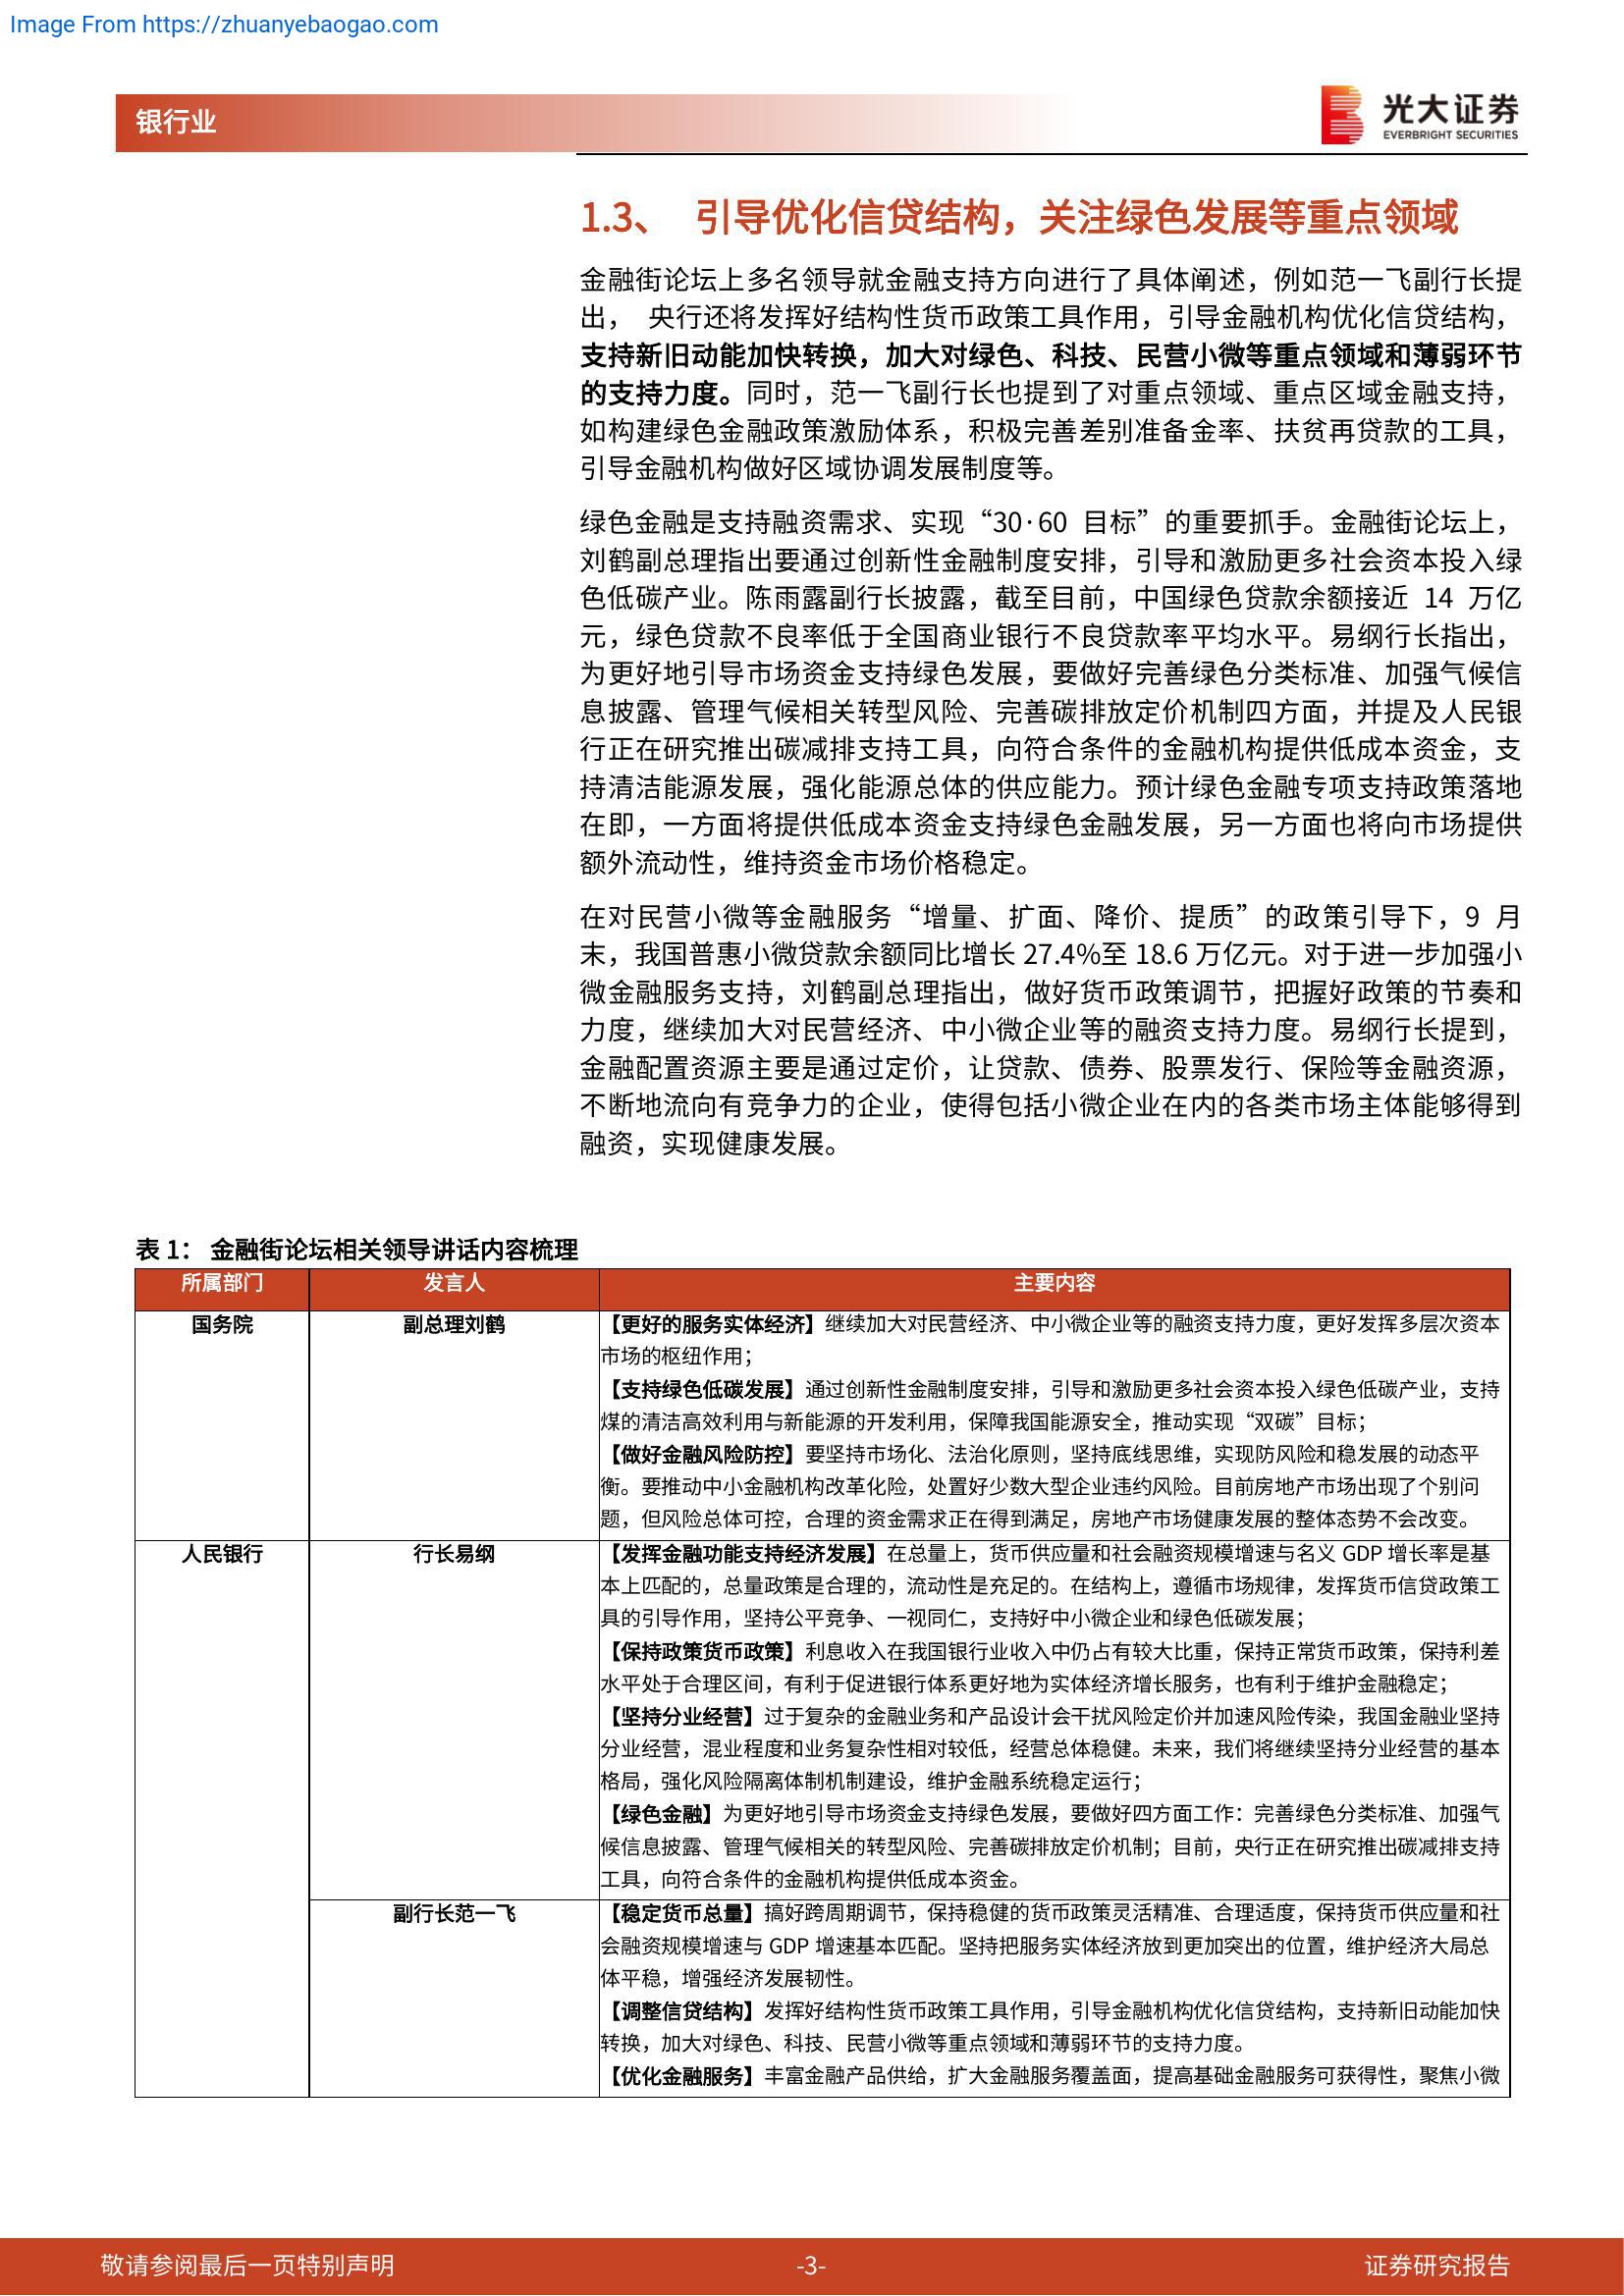 Image From https://zhuanyebaogao.com
银行业
光大证券
EVERBRIGHT SECURITIES
1.3、 引导优化信贷结构，关注绿色发展等重点领域
金融街论坛上多名领导就金融支持方向进行了具体阐述，例如范一飞副行长提
出， 央行还将发挥好结构性货币政策工具作用，引导金融机构优化信贷结构，
支持新旧动能加快转换，加大对绿色、科技、民营小微等重点领域和薄弱环节
的支持力度。同时，范一飞副行长也提到了对重点领域、重点区域金融支持，
如构建绿色金融政策激励体系，积极完善差别准备金率、扶贫再贷款的工具，
引导金融机构做好区域协调发展制度等。
绿色金融是支持融资需求、实现“30·60 目标”的重要抓手。金融街论坛上，
刘鹤副总理指出要通过创新性金融制度安排，引导和激励更多社会资本投入绿
色低碳产业。陈雨露副行长披露，截至目前，中国绿色贷款余额接近 14 万亿
元，绿色贷款不良率低于全国商业银行不良贷款率平均水平。易纲行长指出，
为更好地引导市场资金支持绿色发展，要做好完善绿色分类标准、加强气候信
息披露、管理气候相关转型风险、完善碳排放定价机制四方面，并提及人民银
行正在研究推出碳减排支持工具，向符合条件的金融机构提供低成本资金，支
持清洁能源发展，强化能源总体的供应能力。预计绿色金融专项支持政策落地
在即，一方面将提供低成本资金支持绿色金融发展，另一方面也将向市场提供
额外流动性，维持资金市场价格稳定。
在对民营小微等金融服务“增量、扩面、降价、提质”的政策引导下，9 月
末，我国普惠小微贷款余额同比增长 27.4%至 18.6 万亿元。对于进一步加强小
微金融服务支持，刘鹤副总理指出，做好货币政策调节，把握好政策的节奏和
力度，继续加大对民营经济、中小微企业等的融资支持力度。易纲行长提到，
金融配置资源主要是通过定价，让贷款、债券、股票发行、保险等金融资源，
不断地流向有竞争力的企业，使得包括小微企业在内的各类市场主体能够得到
融资，实现健康发展。
表 1： 金融街论坛相关领导讲话内容梳理
所属部门 发言人 主要内容
国务院 副总理刘鹤 【更好的服务实体经济】继续加大对民营经济、中小微企业等的融资支持力度，更好发挥多层次资本
市场的枢纽作用；
【支持绿色低碳发展】通过创新性金融制度安排，引导和激励更多社会资本投入绿色低碳产业，支持
煤的清洁高效利用与新能源的开发利用，保障我国能源安全，推动实现“双碳”目标；
【做好金融风险防控】要坚持市场化、法治化原则，坚持底线思维，实现防风险和稳发展的动态平
衡。要推动中小金融机构改革化险，处置好少数大型企业违约风险。目前房地产市场出现了个别问
题，但风险总体可控，合理的资金需求正在得到满足，房地产市场健康发展的整体态势不会改变。
人民银行 行长易纲 【发挥金融功能支持经济发展】在总量上，货币供应量和社会融资规模增速与名义 GDP 增长率是基
本上匹配的，总量政策是合理的，流动性是充足的。在结构上，遵循市场规律，发挥货币信贷政策工
具的引导作用，坚持公平竞争、一视同仁，支持好中小微企业和绿色低碳发展；
【保持政策货币政策】利息收入在我国银行业收入中仍占有较大比重，保持正常货币政策，保持利差
水平处于合理区间，有利于促进银行体系更好地为实体经济增长服务，也有利于维护金融稳定；
【坚持分业经营】过于复杂的金融业务和产品设计会干扰风险定价并加速风险传染，我国金融业坚持
分业经营，混业程度和业务复杂性相对较低，经营总体稳健。未来，我们将继续坚持分业经营的基本
格局，强化风险隔离体制机制建设，维护金融系统稳定运行；
【绿色金融】为更好地引导市场资金支持绿色发展，要做好四方面工作：完善绿色分类标准、加强气
候信息披露、管理气候相关的转型风险、完善碳排放定价机制；目前，央行正在研究推出碳减排支持
工具，向符合条件的金融机构提供低成本资金。
副行长范一飞 【稳定货币总量】搞好跨周期调节，保持稳健的货币政策灵活精准、合理适度，保持货币供应量和社
会融资规模增速与 GDP 增速基本匹配。坚持把服务实体经济放到更加突出的位置，维护经济大局总
体平稳，增强经济发展韧性。
【调整信贷结构】发挥好结构性货币政策工具作用，引导金融机构优化信贷结构，支持新旧动能加快
转换，加大对绿色、科技、民营小微等重点领域和薄弱环节的支持力度。
【优化金融服务】丰富金融产品供给，扩大金融服务覆盖面，提高基础金融服务可获得性，聚焦小微
敬请参阅最后一页特别声明 -3- 证券研究报告